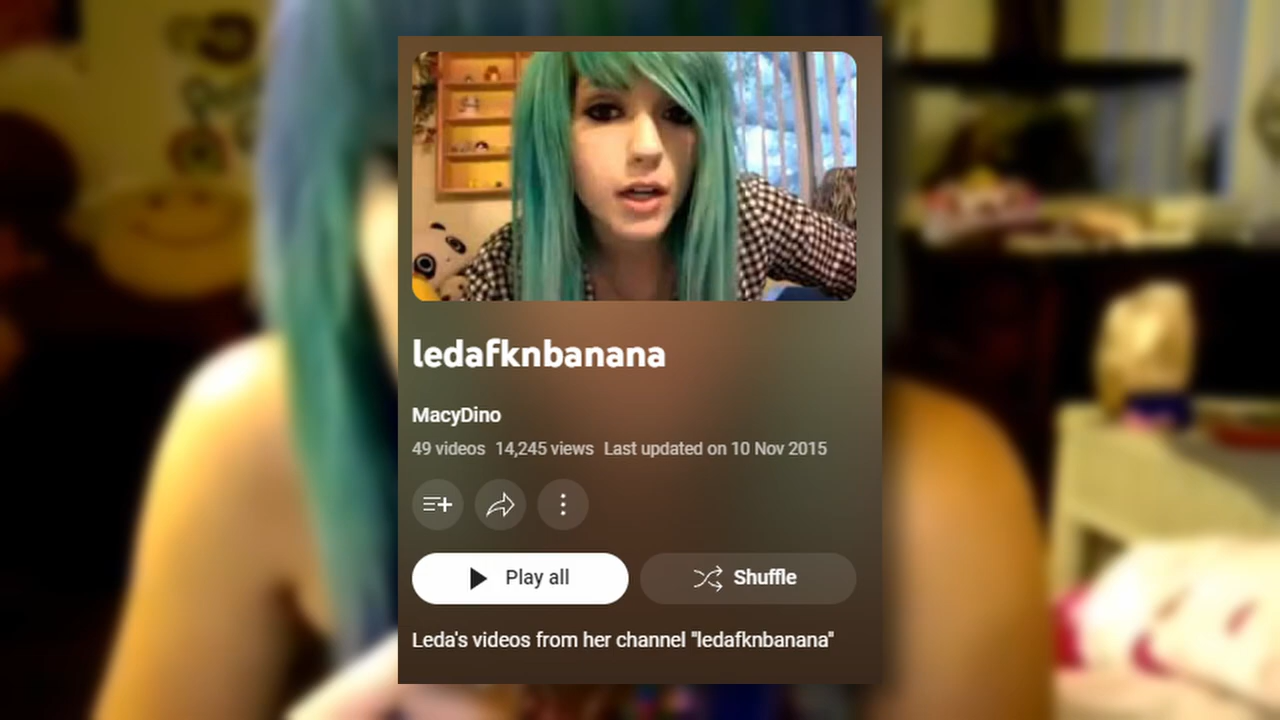 ledafknbanana
MacyDino
49 videos 14,245 views Last updated on 10 Nov 2015
Play all
Shuffle
Leda's videos from her channel "ledafknbanana"